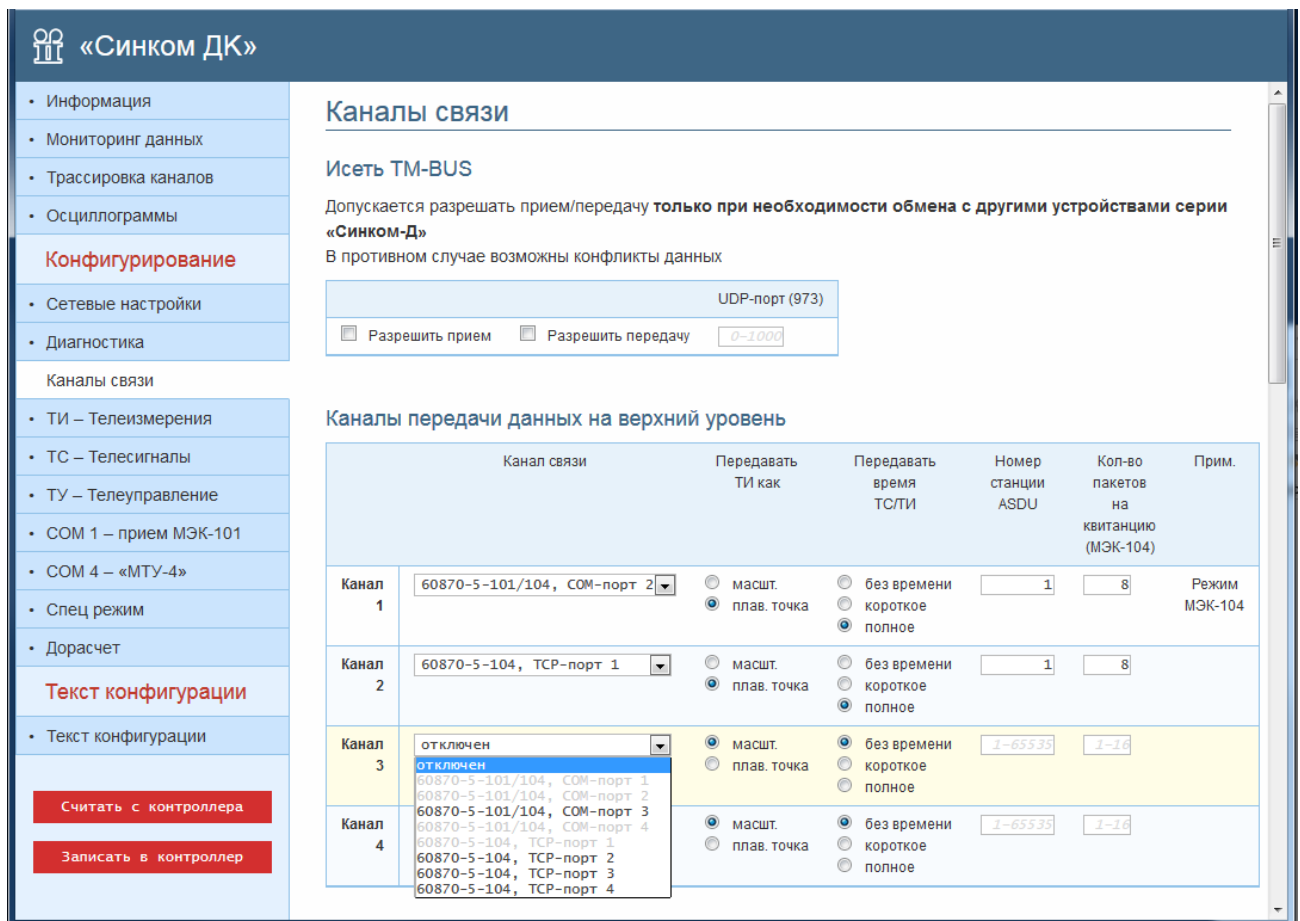 «Синком ДК»
• Информация
• Мониторинг данных
• Трассировка каналов
• Осциллограммы
Конфигурирование
• Сетевые настройки
• Диагностика
Каналы связи
• ТИ – Телеизмерения
• ТС – Телесигналы
• ТУ – Телеуправление
• COM 1 – прием МЭК-101
• COM 4 – «МТУ-4»
• Спец режим
• Дорасчет
Текст конфигурации
• Текст конфигурации
Считать с контроллера
Записать в контроллер
Каналы связи
Исеть TM-BUS
Допускается разрешать прием/передачу только при необходимости обмена с другими устройствами серии
«Синком-Д»
В противном случае возможны конфликты данных
UDP-порт (973)
Разрешить прием Разрешить передачу 0-1000
Каналы передачи данных на верхний уровень
Канал связи
Передавать
ТИ как
Передавать
время
ТС/ТИ
Номер
станции
ASDU
Кол-во
пакетов
на
квитанцию
(МЭК-104)
Прим.
Канал
1
60870-5-101/104, COM-порт 2
масшт.
плав. точка
без времени
короткое
полное
1
8
Режим
МЭК-104
Канал
2
60870-5-104, TCP-порт 1
масшт.
плав. точка
без времени
короткое
полное
1
8
Канал
3
отключен
масшт.
плав. точка
без времени
короткое
полное
1-65535
1-16
отключен
60870-5-101/104, COM-порт 1
60870-5-101/104, COM-порт 2
60870-5-101/104, COM-порт 3
60870-5-101/104, COM-порт 4
60870-5-104, TCP-порт 1
60870-5-104, TCP-порт 2
60870-5-104, TCP-порт 3
60870-5-104, TCP-порт 4
Канал
4
масшт.
плав. точка
без времени
короткое
полное
1-65535
1-16